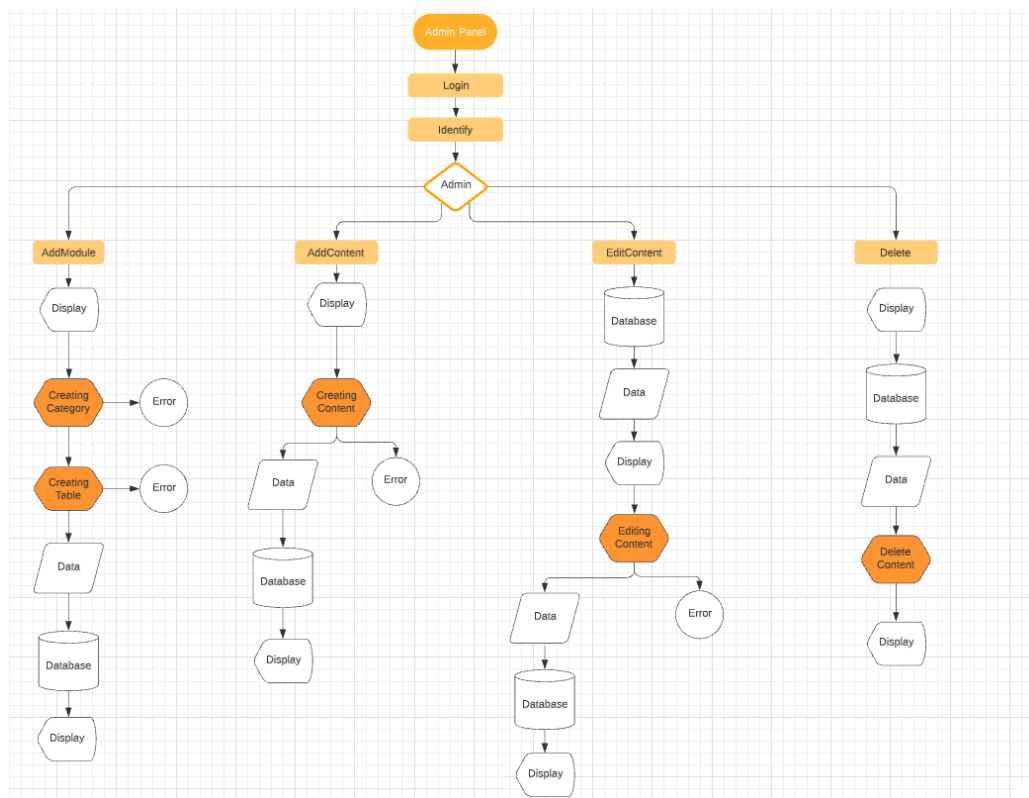 Admin Panel
Login
Identify
Admin
AddModule
AddContent
EditContent
Delete
Display
Display
Database
Display
Creating
Category
Error
Creating
Content
Data
Database
Creating
Table
Error
Data
Error
Display
Data
Data
Database
Editing
Content
Delete
Content
Database
Display
Data
Error
Display
Display
Database
Display